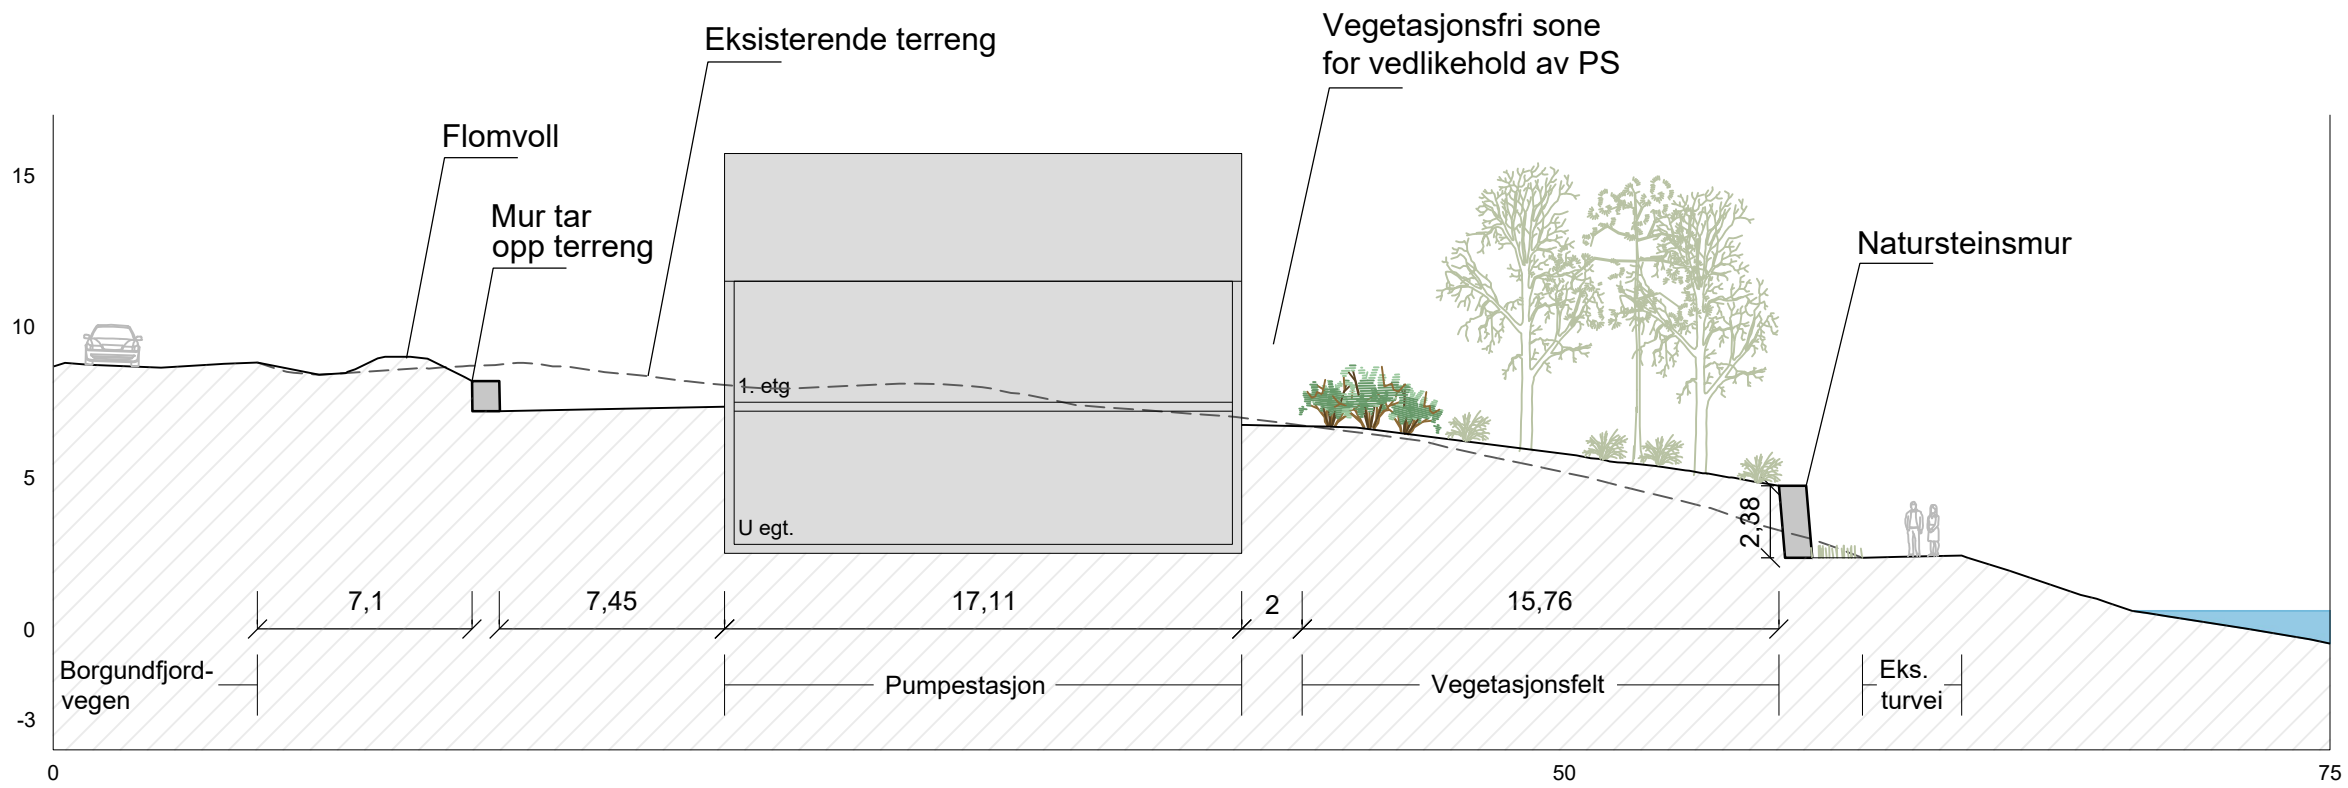 Eksisterende terreng
Vegetasjonsfri sone
for vedlikehold av PS
Flomvoll
Mur tar
opp terreng
Natursteinsmur
15
10
5
0
-3
1. etg
U egt.
2,38
7,1
7,45
17,11
2
15,76
Borgundfjord-
vegen
Pumpestasjon
Vegetasjonsfelt
Eks.
turvei
0
50
75